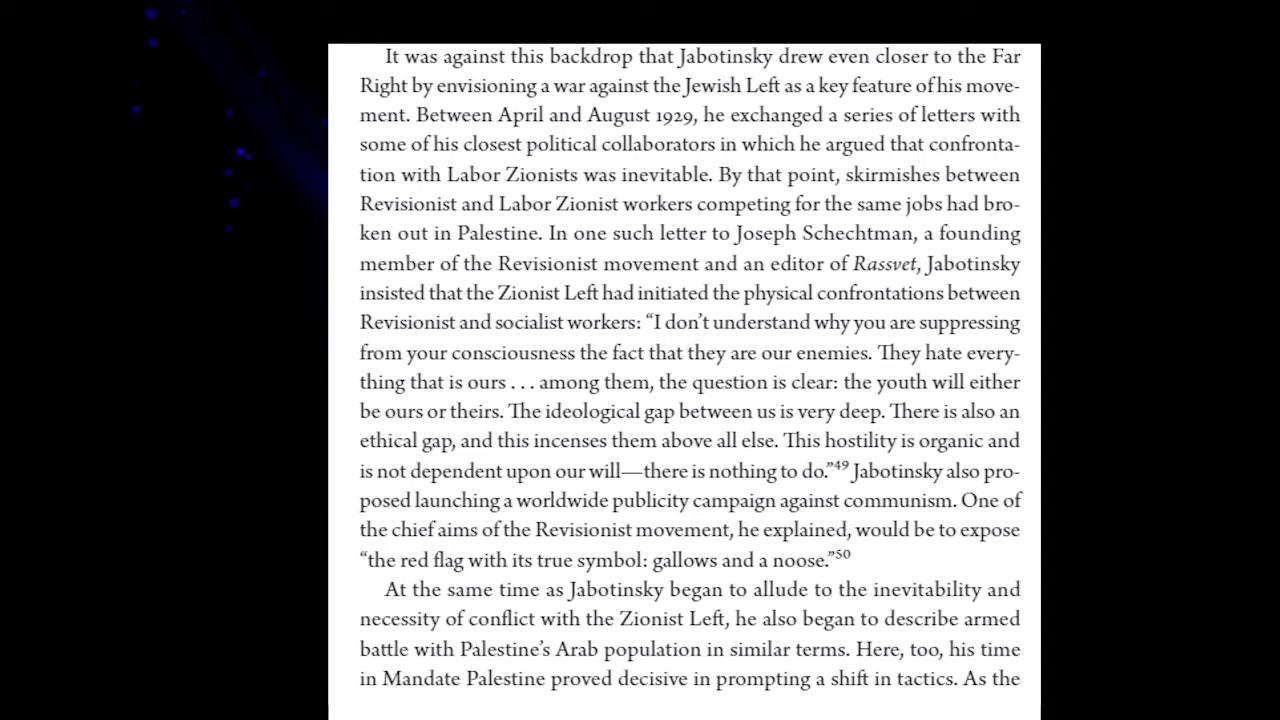 It was against this backdrop that Jabotinsky drew even closer to the Far
Right by envisioning a war against the Jewish Left as a key feature of his move-
ment. Between April and August 1929, he exchanged a series of letters with
some of his closest political collaborators in which he argued that confronta-
tion with Labor Zionists was inevitable. By that point, skirmishes between
Revisionist and Labor Zionist workers competing for the same jobs had bro-
ken out in Palestine. In one such letter to Joseph Schechtman, a founding
member of the Revisionist movement and an editor of Rassvet, Jabotinsky
insisted that the Zionist Left had initiated the physical confrontations between
Revisionist and socialist workers: “I don’t understand why you are suppressing
from your consciousness the fact that they are our enemies. They hate every-
thing that is ours . . . among them, the question is clear: the youth will either
be ours or theirs. The ideological gap between us is very deep. There is also an
ethical gap, and this incenses them above all else. This hostility is organic and
is not dependent upon our will—there is nothing to do.”49 Jabotinsky also pro-
posed launching a worldwide publicity campaign against communism. One of
the chief aims of the Revisionist movement, he explained, would be to expose
“the red flag with its true symbol: gallows and a noose.”50
At the same time as Jabotinsky began to allude to the inevitability and
necessity of conflict with the Zionist Left, he also began to describe armed
battle with Palestine’s Arab population in similar terms. Here, too, his time
in Mandate Palestine proved decisive in prompting a shift in tactics. As the